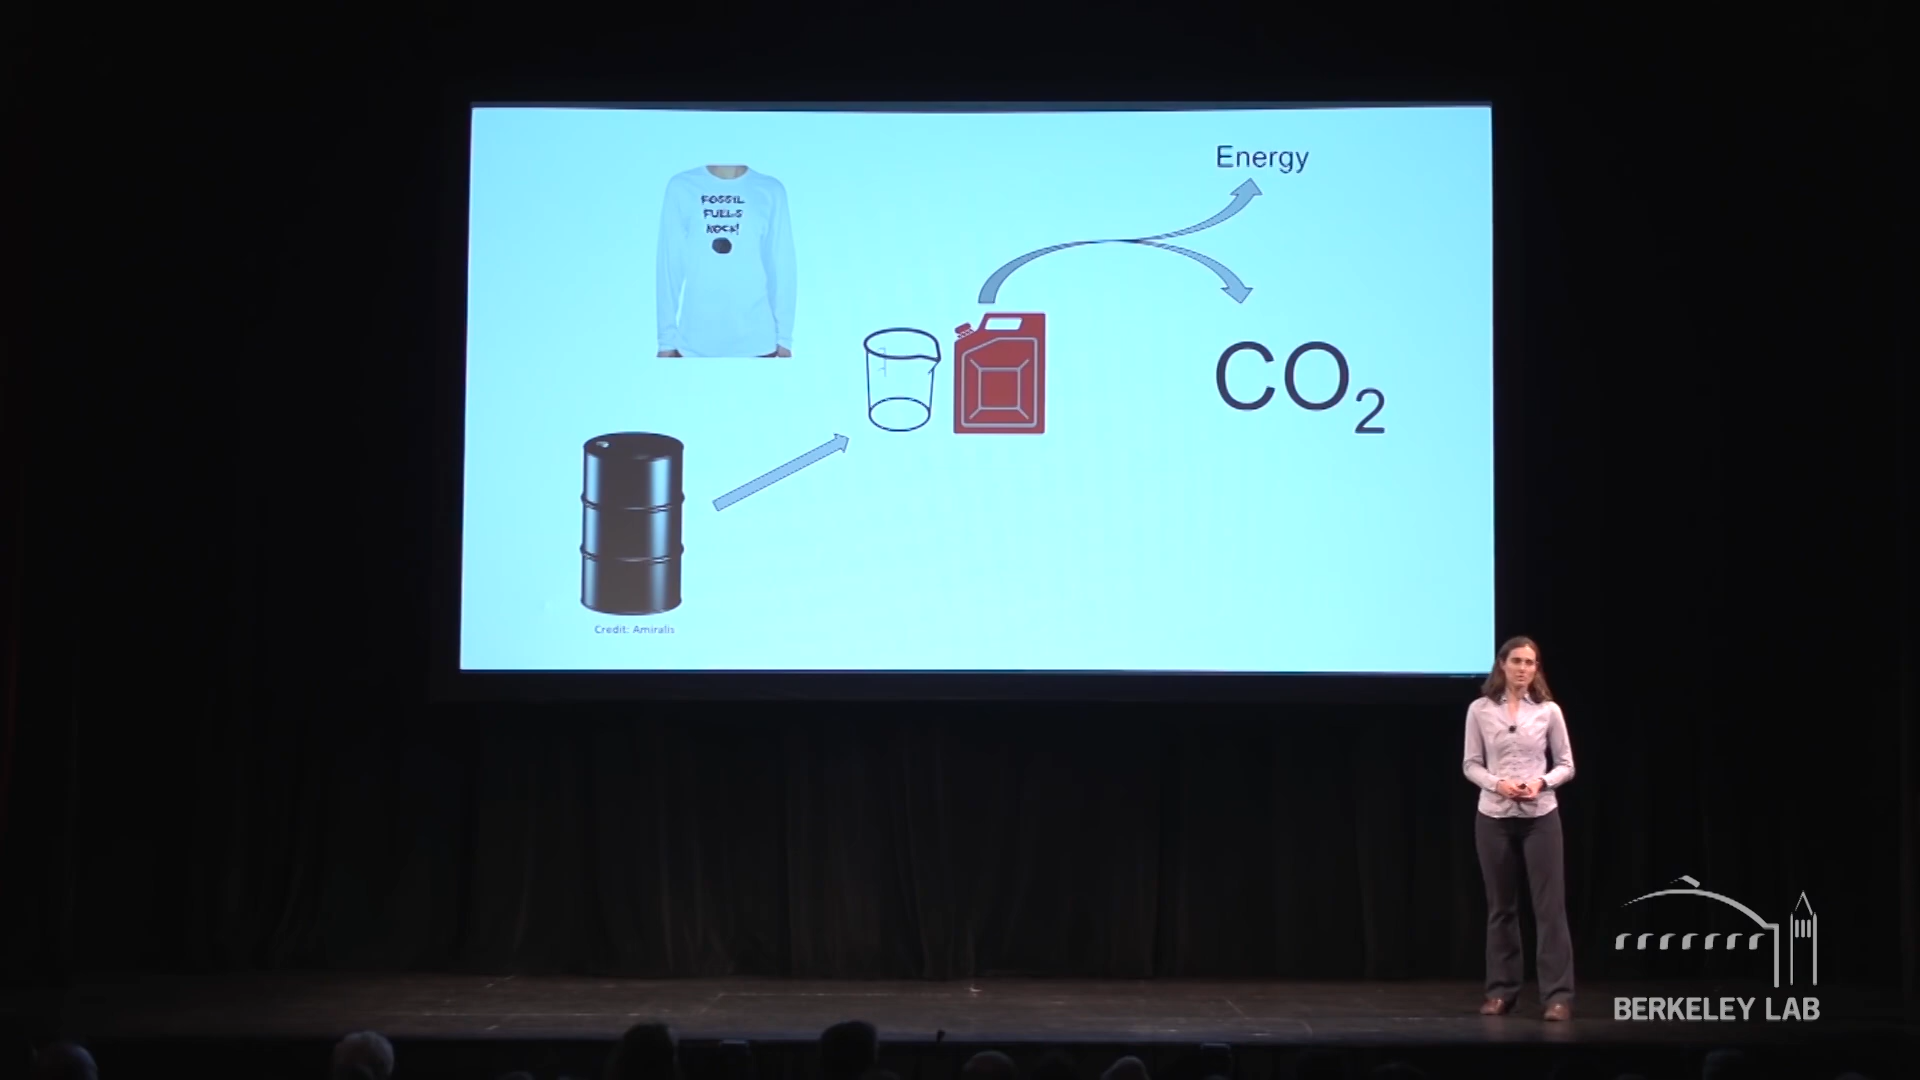 Energy
FOSSIL
FUELS
ROCK!
CO₂
Credit: Amiralis
BERKELEY LAB